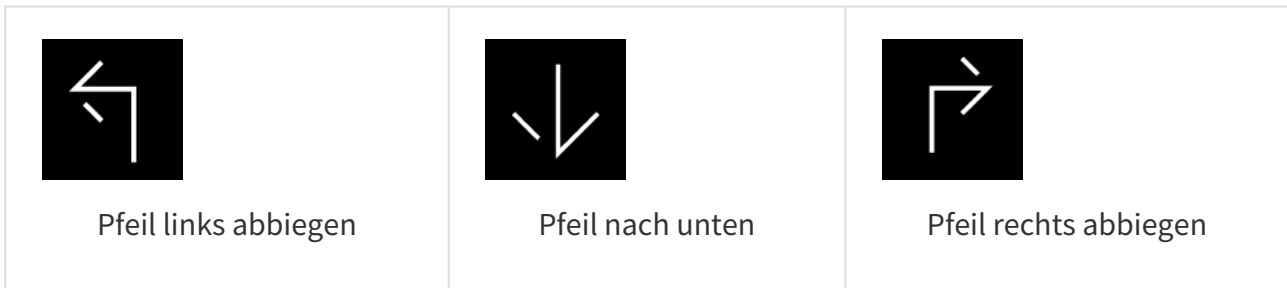 Pfeil links abbiegen
Pfeil nach unten
Pfeil rechts abbiegen